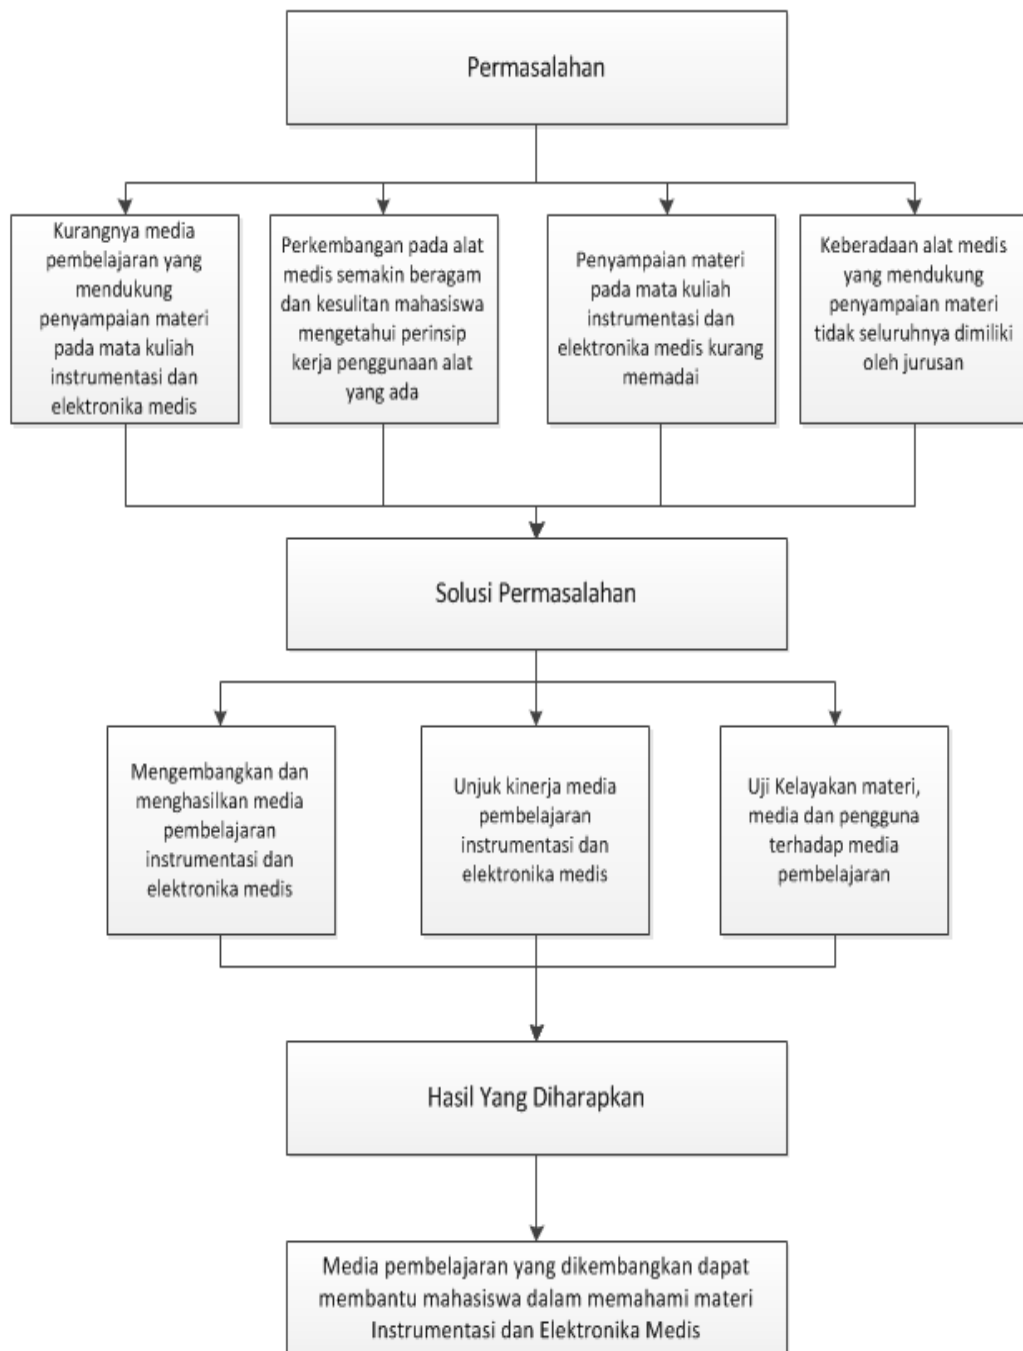 Permasalahan
Kurangnya media
pembelajaran yang
mendukung
penyampaian materi
pada mata kuliah
instrumentasi dan
elektronika medis
Perkembangan pada alat
medis semakin beragam
dan kesulitan mahasiswa
mengetahui perinsip
kerja penggunaan alat
yang ada
Penyampaian materi
pada mata kuliah
instrumentasi dan
elektronika medis kurang
memadai
Keberadaan alat medis
yang mendukung
penyampaian materi
tidak seluruhnya dimiliki
oleh jurusan
Solusi Permasalahan
Mengembangkan dan
menghasilkan media
pembelajaran
instrumentasi dan
elektronika medis
Unjuk kinerja media
pembelajaran
instrumentasi dan
elektronika medis
Uji Kelayakan materi,
media dan pengguna
terhadap media
pembelajaran
Hasil Yang Diharapkan
Media pembelajaran yang dikembangkan dapat
membantu mahasiswa dalam memahami materi
Instrumentasi dan Elektronika Medis